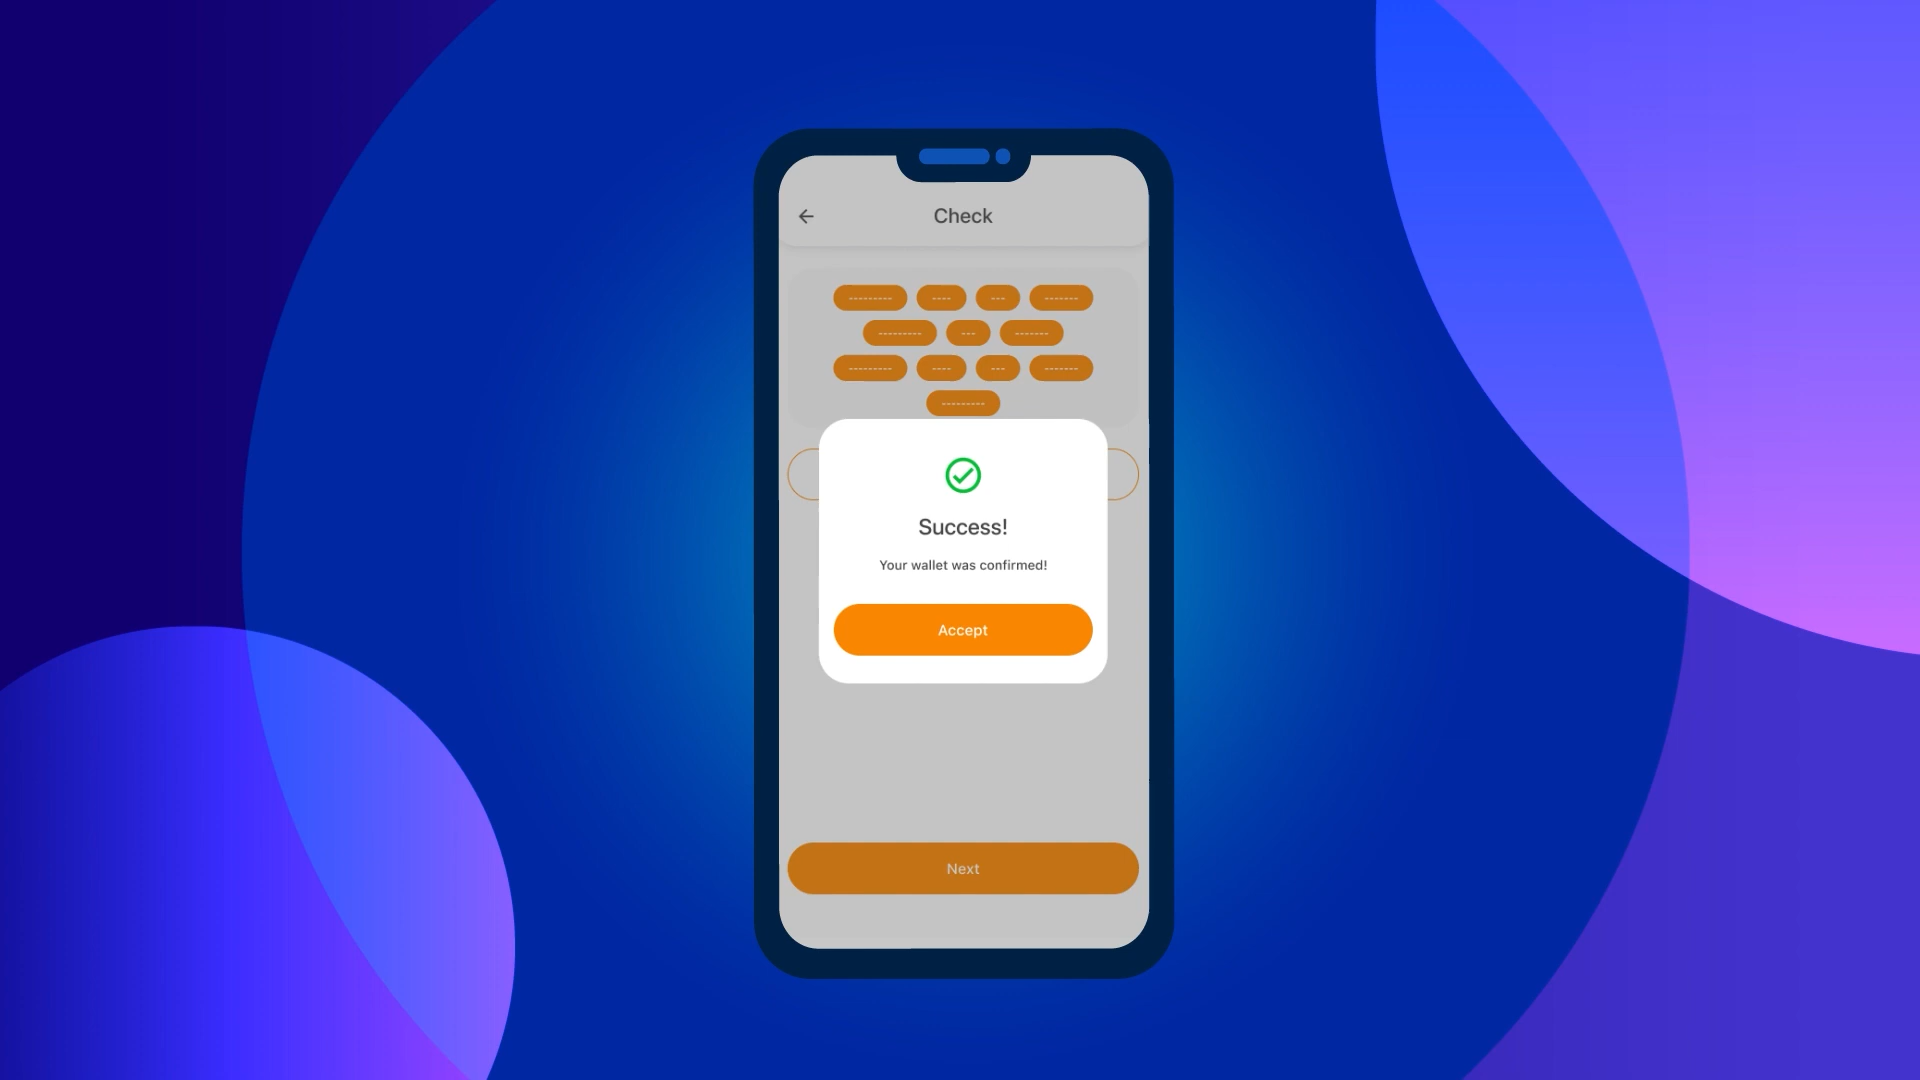 Check
--------- ---- --- -------
--------- --- -------
--------- ---- --- -------
---------
Success!
Your wallet was confirmed!
Accept
Next